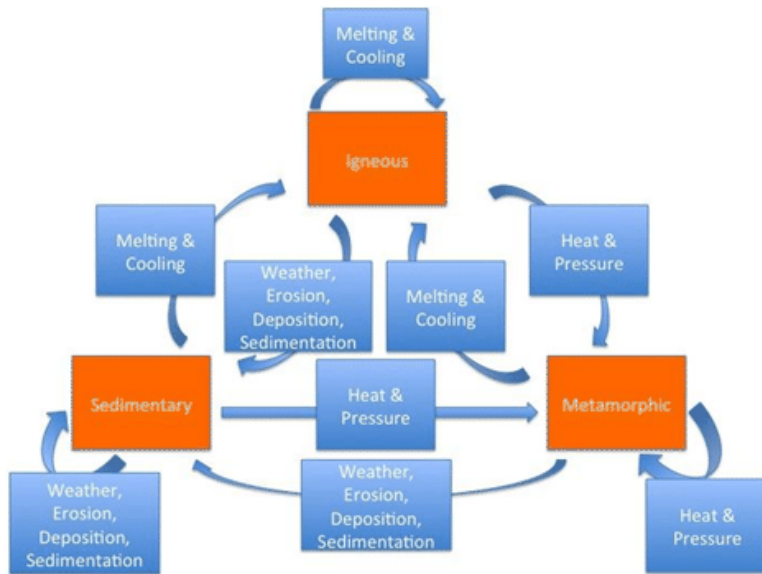 Melting &
Cooling
Igneous
Melting &
Cooling
Weather,
Erosion,
Deposition,
Sedimentation
Melting &
Cooling
Heat &
Pressure
Sedimentary
Heat &
Pressure
Metamorphic
Weather,
Erosion,
Deposition,
Sedimentation
Weather,
Erosion,
Deposition,
Sedimentation
Heat &
Pressure